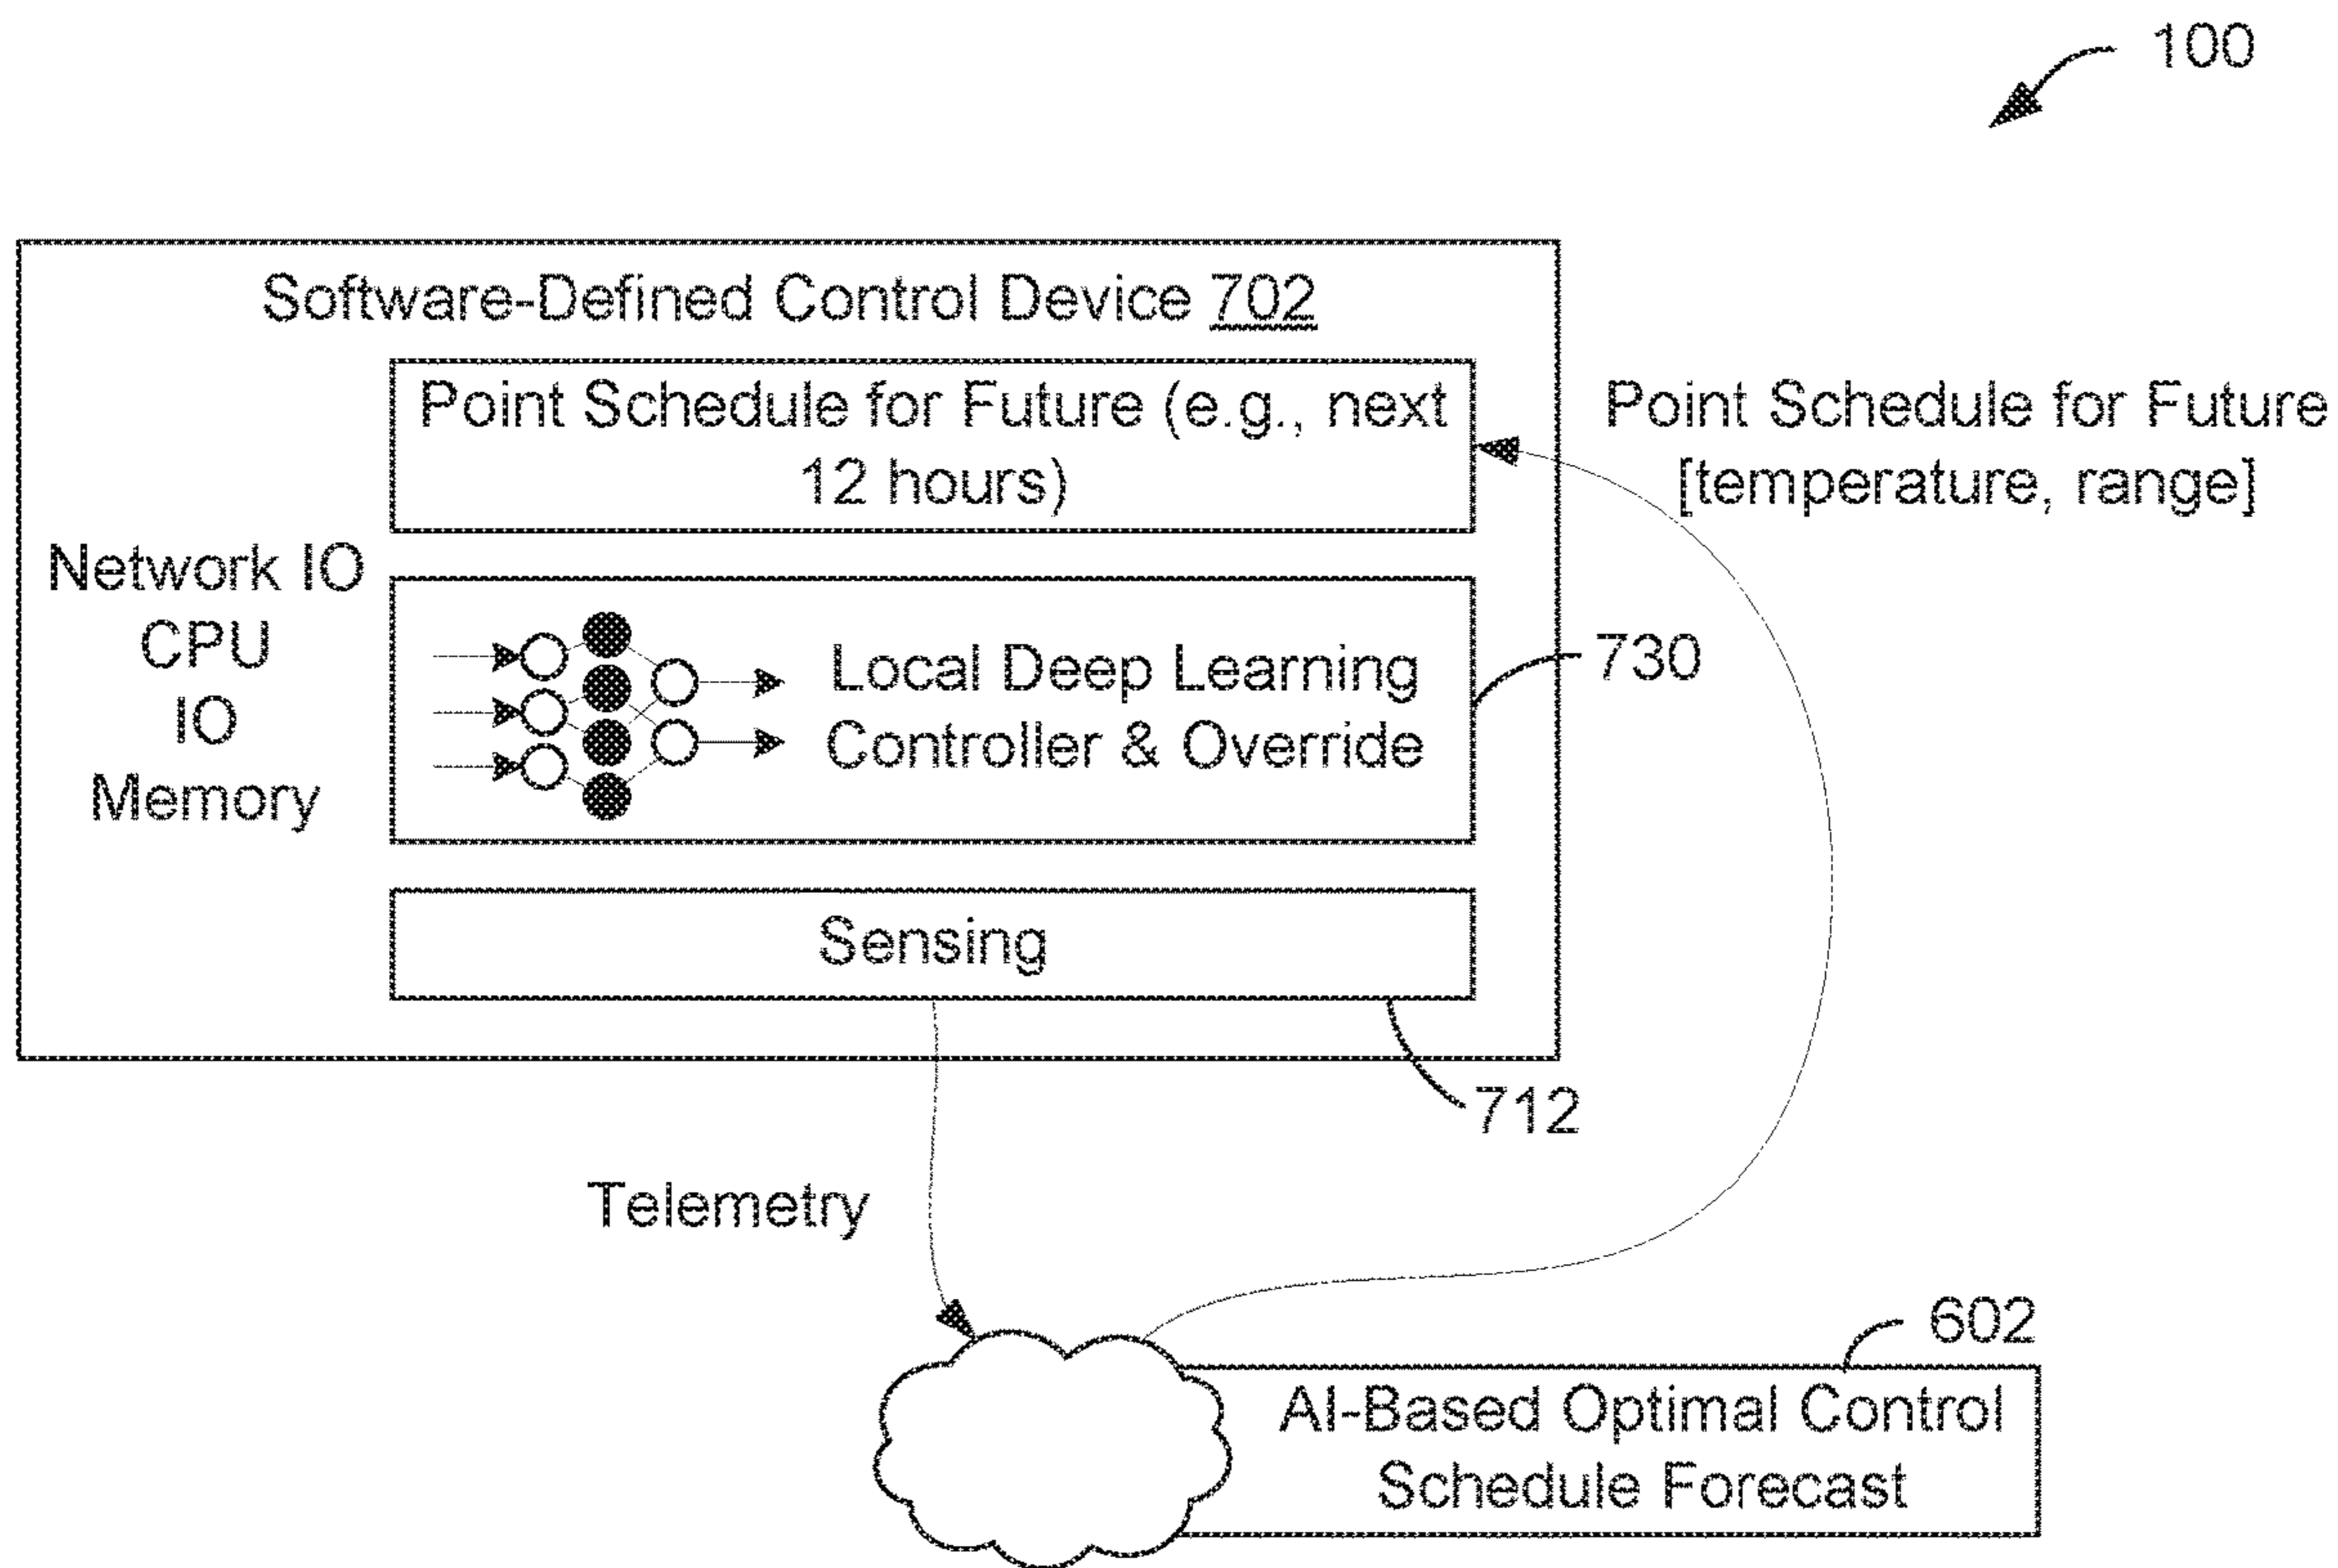 100
Software-Defined Control Device 702
Point Schedule for Future (e.g., next
12 hours)
Point Schedule for Future
[temperature, range]
Network IO
CPU
IO
Memory
Local Deep Learning
Controller & Override
730
Sensing
712
Telemetry
602
AI-Based Optimal Control
Schedule Forecast